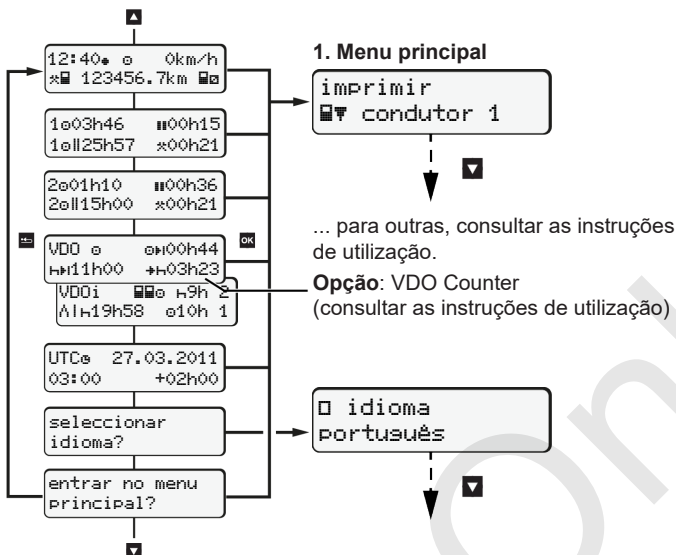 12:40● ⊙ 0km/h
123456.7km
1. Menu principal
imprimir
▼ condutor 1
1⊙03h46 00h15
1⊙II25h57 00h21
2⊙01h10 00h36
2⊙II15h00 00h21
... para outras, consultar as instruções
de utilização.
OK
VDO ⊙ ⊙00h44
11h00 03h23
VDOi ⊙ 9h 2
19h58 ⊙10h 1
Opção: VDO Counter
(consultar as instruções de utilização)
UTC 27.03.2011
03:00 +02h00
seleccionar
idioma?
idioma
português
entrar no menu
principal?